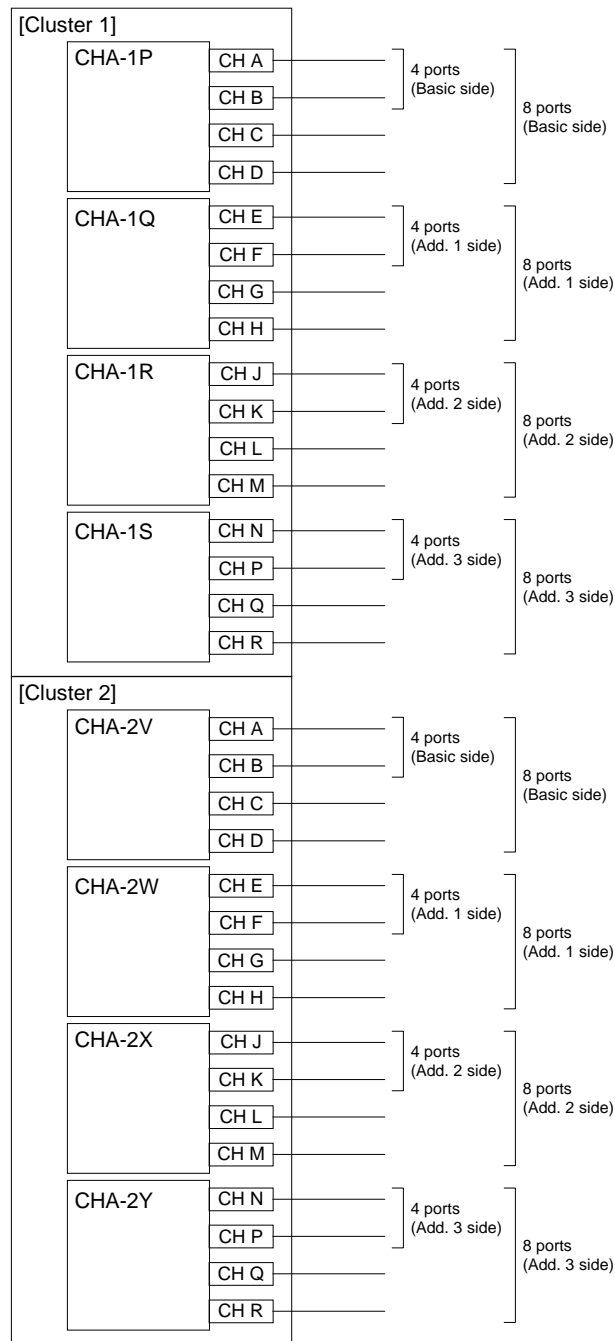 [Cluster 1]
CHA-1P
CH A
CH B
CH C
CH D
4 ports
(Basic side)
8 ports
(Basic side)
CHA-1Q
CH E
CH F
CH G
CH H
4 ports
(Add. 1 side)
8 ports
(Add. 1 side)
CHA-1R
CH J
CH K
CH L
CH M
4 ports
(Add. 2 side)
8 ports
(Add. 2 side)
CHA-1S
CH N
CH P
CH Q
CH R
4 ports
(Add. 3 side)
8 ports
(Add. 3 side)
[Cluster 2]
CHA-2V
CH A
CH B
CH C
CH D
4 ports
(Basic side)
8 ports
(Basic side)
CHA-2W
CH E
CH F
CH G
CH H
4 ports
(Add. 1 side)
8 ports
(Add. 1 side)
CHA-2X
CH J
CH K
CH L
CH M
4 ports
(Add. 2 side)
8 ports
(Add. 2 side)
CHA-2Y
CH N
CH P
CH Q
CH R
4 ports
(Add. 3 side)
8 ports
(Add. 3 side)